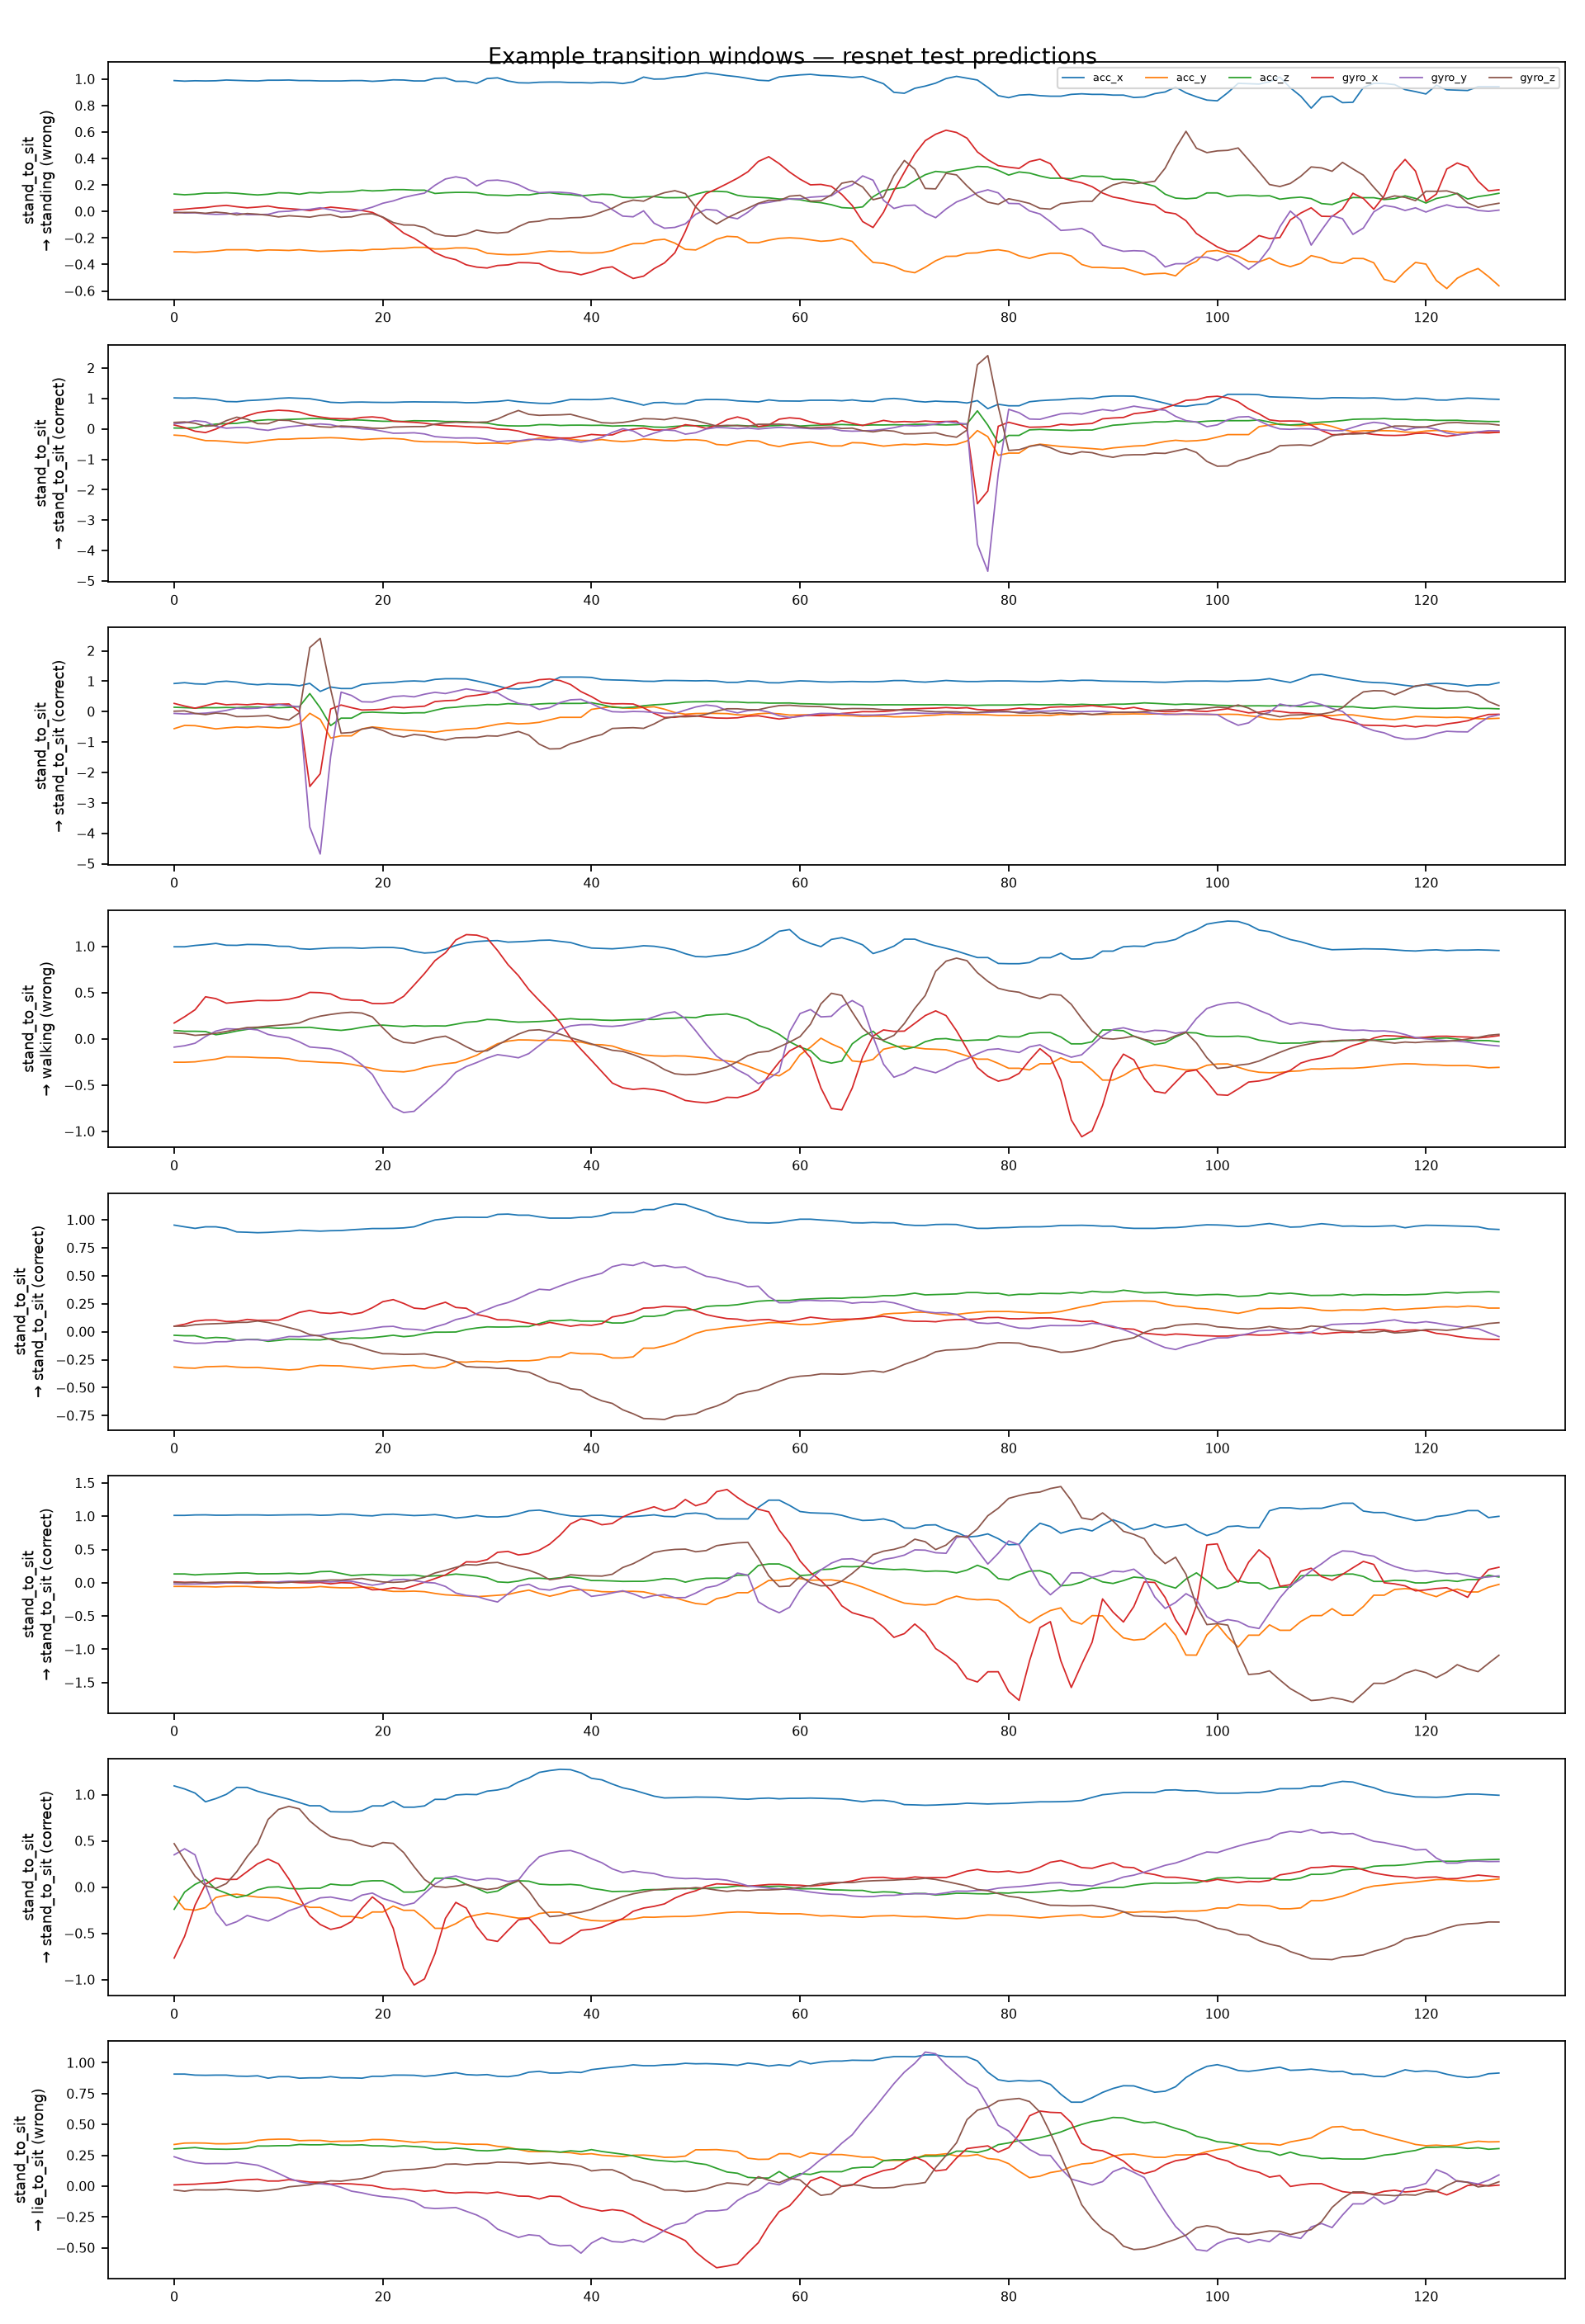 Example transition windows — resnet test predictions
acc_x acc_y acc_z gyro_x gyro_y gyro_z
stand_to_sit
→ standing (wrong)
1.0
0.8
0.6
0.4
0.2
0.0
−0.2
−0.4
−0.6
0 20 40 60 80 100 120
stand_to_sit
→ stand_to_sit (correct)
2
1
0
−1
−2
−3
−4
−5
0 20 40 60 80 100 120
stand_to_sit
→ stand_to_sit (correct)
2
1
0
−1
−2
−3
−4
−5
0 20 40 60 80 100 120
stand_to_sit
→ walking (wrong)
1.0
0.5
0.0
−0.5
−1.0
0 20 40 60 80 100 120
stand_to_sit
→ stand_to_sit (correct)
1.00
0.75
0.50
0.25
0.00
−0.25
−0.50
−0.75
0 20 40 60 80 100 120
stand_to_sit
→ stand_to_sit (correct)
1.5
1.0
0.5
0.0
−0.5
−1.0
−1.5
0 20 40 60 80 100 120
stand_to_sit
→ stand_to_sit (correct)
1.0
0.5
0.0
−0.5
−1.0
0 20 40 60 80 100 120
stand_to_sit
→ lie_to_sit (wrong)
1.00
0.75
0.50
0.25
0.00
−0.25
−0.50
0 20 40 60 80 100 120